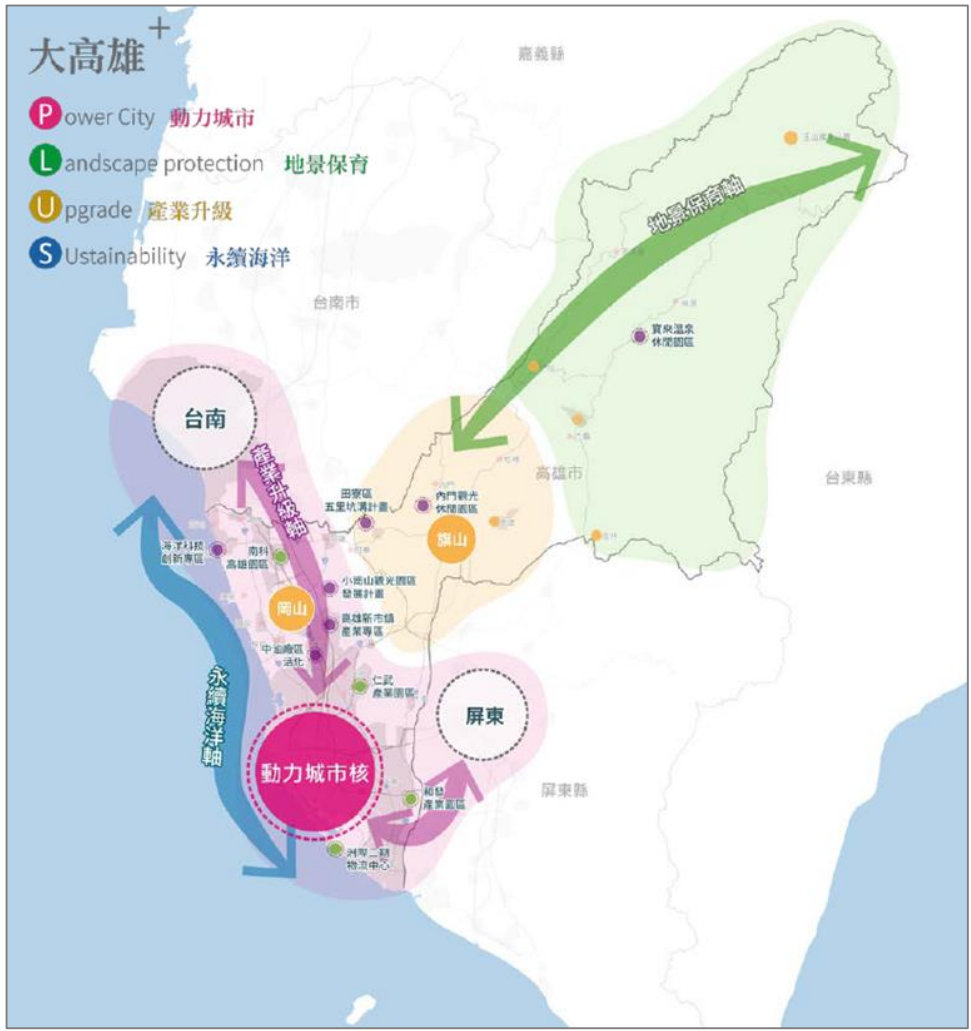 大高雄+
Power City 動力城市
Landscape protection 地景保育
Upgrade 產業升級
SUstainability 永續海洋
嘉義縣
地景保育軸
台南市
寶來溫泉
休閒園區
台南
產業升級軸
高雄市
台東縣
田寮區
五里坑溝計畫
內門觀光
休閒園區
旗山
海洋科技
創新專區
南科
高雄園區
小崗山觀光園區
發展計畫
岡山
高雄新市鎮
產業專區
中油廠區
活化
仁武
產業園區
永續海洋軸
屏東
動力城市核
屏東縣
和發
產業園區
洲際二期
物流中心